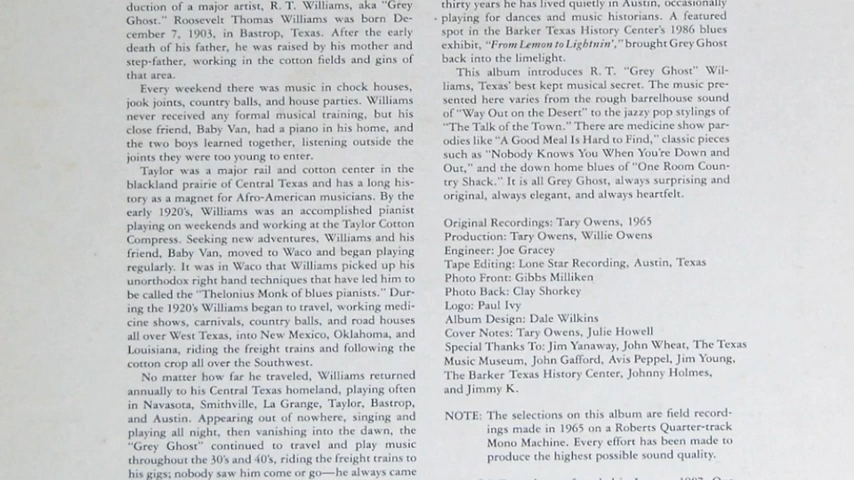 duction of a major artist, R. T. Williams, aka "Grey
Ghost." Roosevelt Thomas Williams was born De-
cember 7, 1903, in Bastrop, Texas. After the early
death of his father, he was raised by his mother and
step-father, working in the cotton fields and gins of
that area.
Every weekend there was music in chock houses,
jook joints, country balls, and house parties. Williams
never received any formal musical training, but his
close friend, Baby Van, had a piano in his home, and
the two boys learned together, listening outside the
joints they were too young to enter.
Taylor was a major rail and cotton center in the
blackland prairie of Central Texas and has a long his-
tory as a magnet for Afro-American musicians. By the
early 1920's, Williams was an accomplished pianist
playing on weekends and working at the Taylor Cotton
Compress. Seeking new adventures, Williams and his
friend, Baby Van, moved to Waco and began playing
regularly. It was in Waco that Williams picked up his
unorthodox right hand techniques that have led him to
be called the "Thelonius Monk of blues pianists." Dur-
ing the 1920's Williams began to travel, working medi-
cine shows, carnivals, country balls, and road houses
all over West Texas, into New Mexico, Oklahoma, and
Louisiana, riding the freight trains and following the
cotton crop all over the Southwest.
No matter how far he traveled, Williams returned
annually to his Central Texas homeland, playing often
in Navasota, Smithville, La Grange, Taylor, Bastrop,
and Austin. Appearing out of nowhere, singing and
playing all night, then vanishing into the dawn, the
"Grey Ghost" continued to travel and play music
throughout the 30's and 40's, riding the freight trains to
his gigs; nobody saw him come or go—he always came
thirty years he has lived quietly in Austin, occasionally
playing for dances and music historians. A featured
spot in the Barker Texas History Center's 1986 blues
exhibit, "From Lemon to Lightnin'," brought Grey Ghost
back into the limelight.
This album introduces R. T. "Grey Ghost" Wil-
liams, Texas' best kept musical secret. The music pre-
sented here varies from the rough barrelhouse sound
of "Way Out on the Desert" to the jazzy pop stylings of
"The Talk of the Town." There are medicine show par-
odies like "A Good Meal Is Hard to Find," classic pieces
such as "Nobody Knows You When You're Down and
Out," and the down home blues of "One Room Coun-
try Shack." It is all Grey Ghost, always surprising and
original, always elegant, and always heartfelt.
Original Recordings: Tary Owens, 1965
Production: Tary Owens, Willie Owens
Engineer: Joe Gracey
Tape Editing: Lone Star Recording, Austin, Texas
Photo Front: Gibbs Milliken
Photo Back: Clay Shorkey
Logo: Paul Ivy
Album Design: Dale Wilkins
Cover Notes: Tary Owens, Julie Howell
Special Thanks To: Jim Yanaway, John Wheat, The Texas
Music Museum, John Gafford, Avis Peppel, Jim Young,
The Barker Texas History Center, Johnny Holmes,
and Jimmy K.
NOTE: The selections on this album are field record-
ings made in 1965 on a Roberts Quarter-track
Mono Machine. Every effort has been made to
produce the highest possible sound quality.